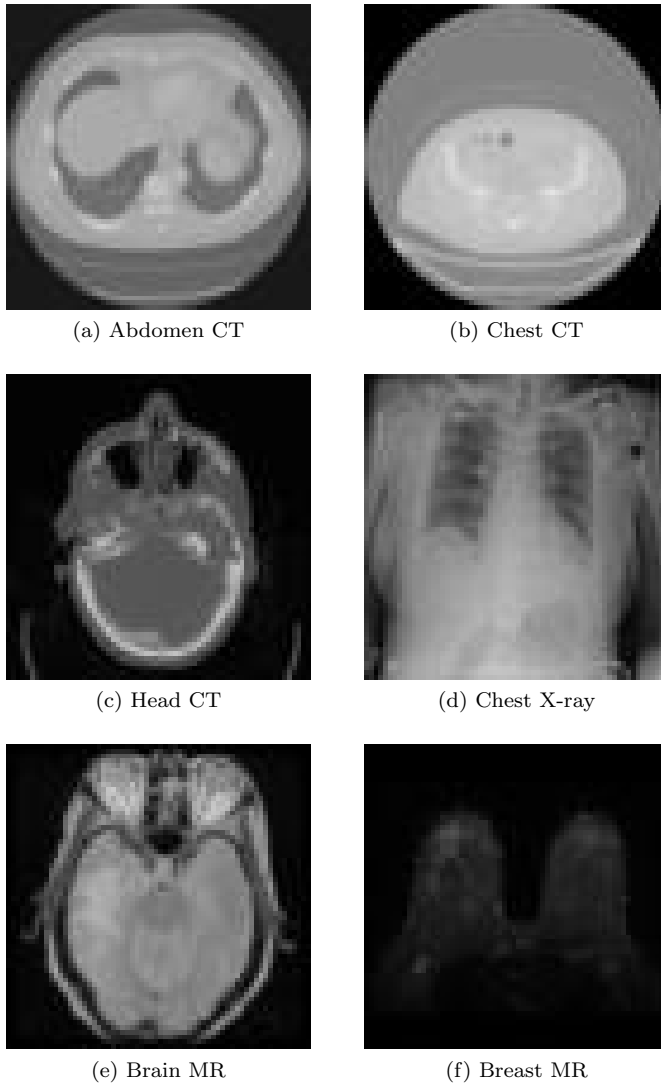 (a) Abdomen CT
(b) Chest CT
(c) Head CT
(d) Chest X-ray
(e) Brain MR
(f) Breast MR